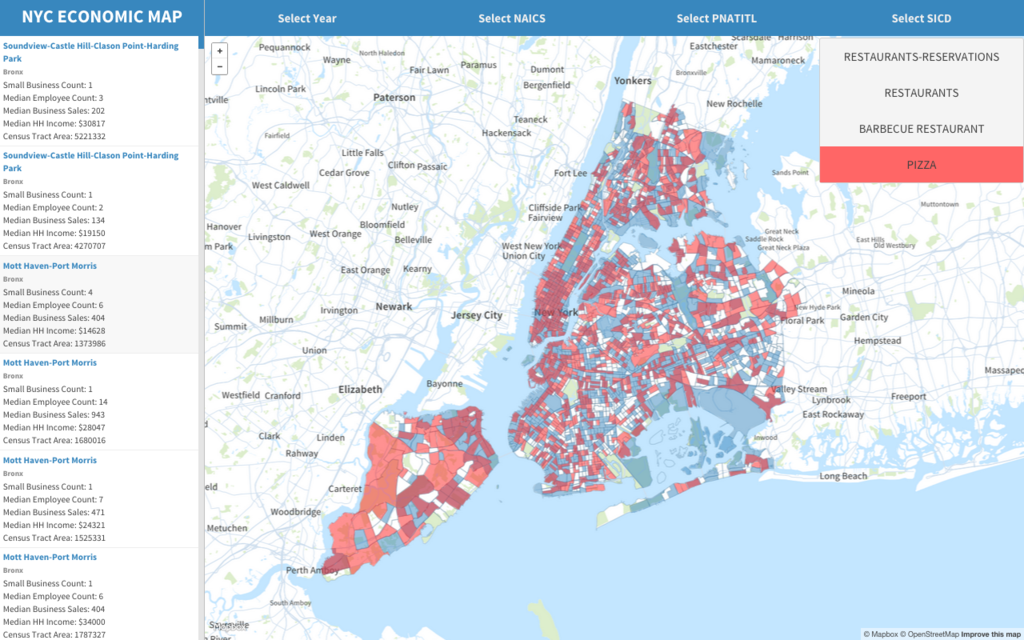 NYC ECONOMIC MAP
Select Year
Select NAICS
Select PNATITL
Select SICD
Soundview-Castle Hill-Clason Point-Harding
Park
Bronx
Small Business Count: 1
Median Employee Count: 3
Median Business Sales: 202
Median HH Income: $30817
Census Tract Area: 5221332
Soundview-Castle Hill-Clason Point-Harding
Park
Bronx
Small Business Count: 1
Median Employee Count: 2
Median Business Sales: 134
Median HH Income: $19150
Census Tract Area: 4270707
Mott Haven-Port Morris
Bronx
Small Business Count: 4
Median Employee Count: 6
Median Business Sales: 404
Median HH Income: $14628
Census Tract Area: 1373986
Mott Haven-Port Morris
Bronx
Small Business Count: 1
Median Employee Count: 14
Median Business Sales: 943
Median HH Income: $28047
Census Tract Area: 1680016
Mott Haven-Port Morris
Bronx
Small Business Count: 1
Median Employee Count: 7
Median Business Sales: 471
Median HH Income: $24321
Census Tract Area: 1525331
Mott Haven-Port Morris
Bronx
Small Business Count: 1
Median Employee Count: 6
Median Business Sales: 404
Median HH Income: $34000
Census Tract Area: 1787327
+
−
RESTAURANTS-RESERVATIONS
RESTAURANTS
BARBECUE RESTAURANT
PIZZA
Scarsdale
Harrison
Pequannock
North Haledon
Eastchester
Wayne
Paramus
Mamaroneck
Fair Lawn
Dumont
Bronxville
Bergenfield
Yonkers
Lincoln Park
ntville
Paterson
New Rochelle
Teaneck
Hackensack
Fairfield
Little Falls
Clifton
Passaic
Cedar Grove
Fort Lee
Sands Point
West Caldwell
Nutley
Cliffside Park
Fairview
Muttontown
Hanover
Bloomfield
Livingston
West Orange
Belleville
Great Neck
Saddle Rock
Great Neck Plaza
East Hills
Old Westbury
m Park
West New York
Union City
East Orange
Kearny
Mineola
Irvington
Newark
Jersey City
New York
New Hyde Park
Garden City
Floral Park
Millburn
Summit
Hempstead
Union
Massapeq
Elizabeth
Bayonne
Valley Stream
Lynbrook
Freeport
Westfield
Cranford
East Rockaway
Clark
Linden
Inwood
Rahway
Long Beach
eld
Carteret
Woodbridge
Metuchen
Perth Amboy
South Amboy
Sayreville
River
© Mapbox © OpenStreetMap Improve this map